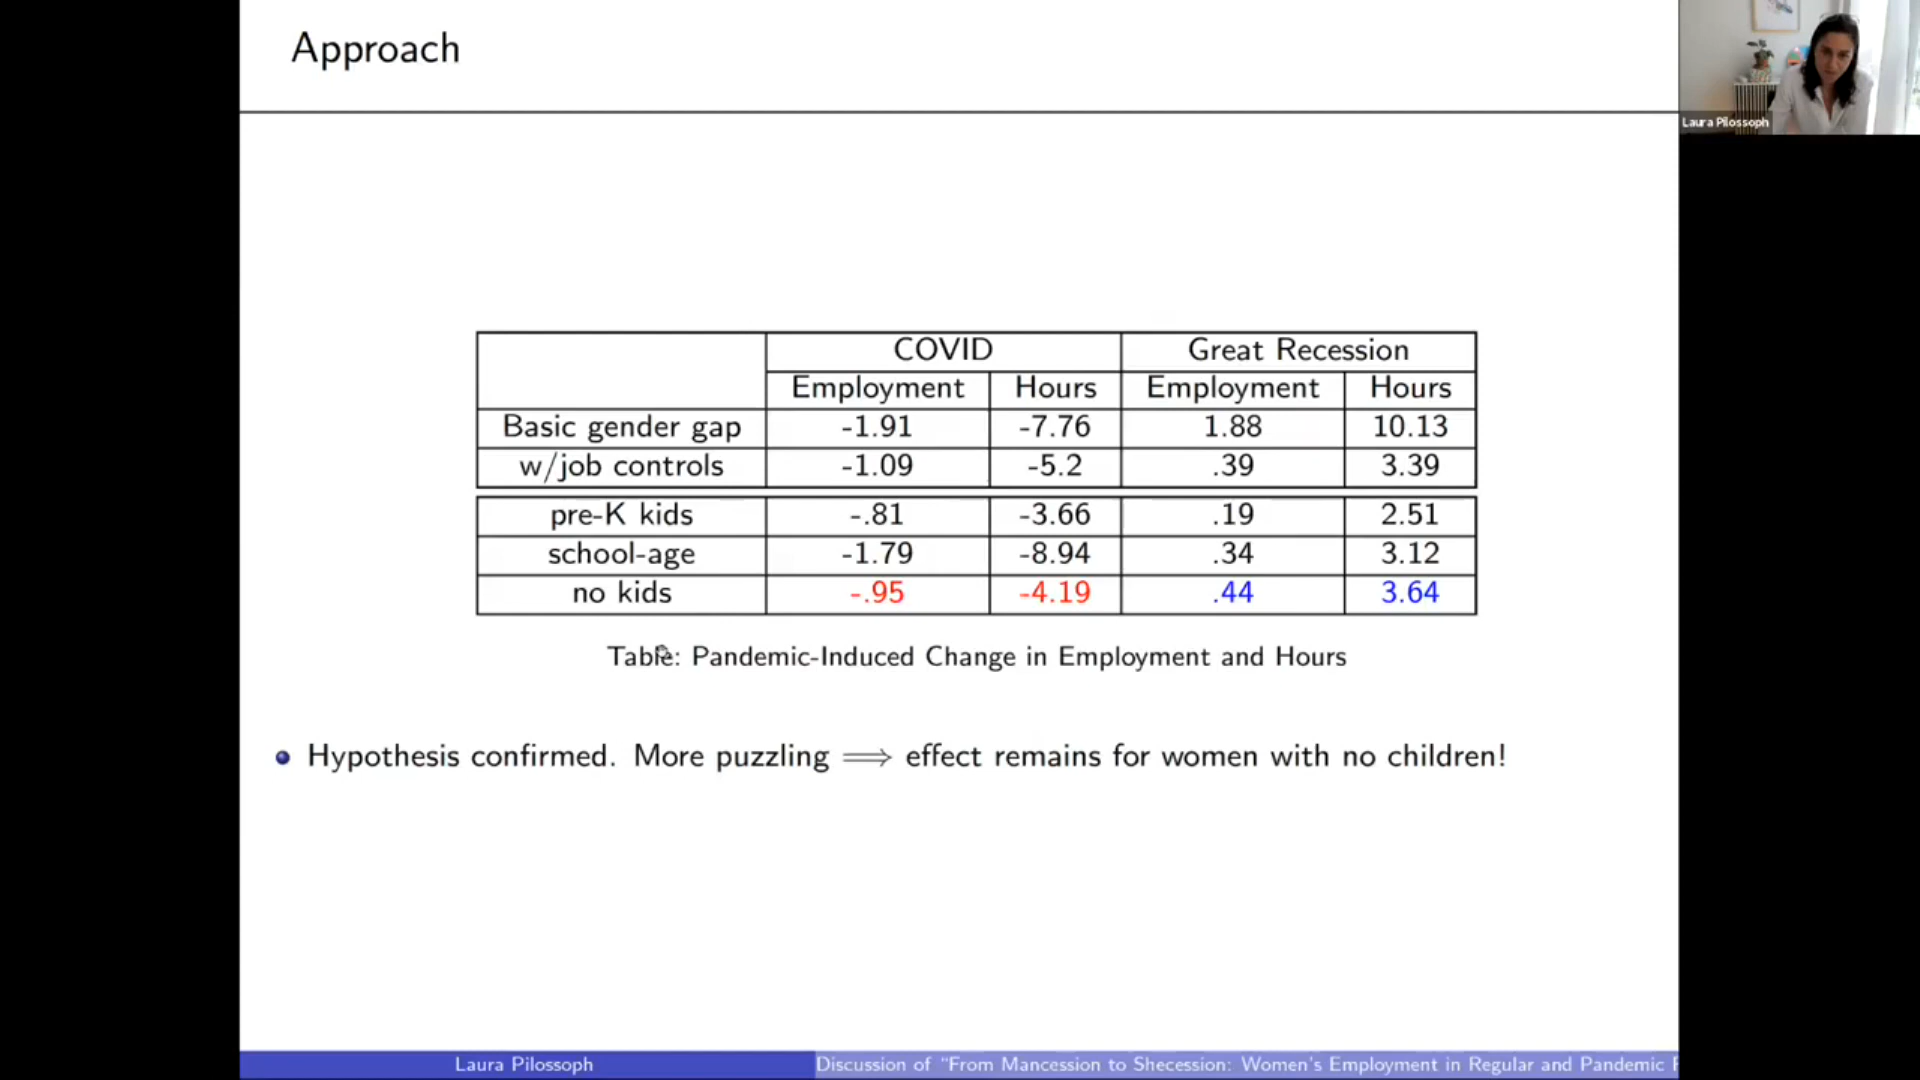 Approach
Laura Pilossoph
COVID Great Recession
Employment Hours Employment Hours
Basic gender gap -1.91 -7.76 1.88 10.13
w/job controls -1.09 -5.2 .39 3.39
pre-K kids -.81 -3.66 .19 2.51
school-age -1.79 -8.94 .34 3.12
no kids -.95 -4.19 .44 3.64
Table: Pandemic-Induced Change in Employment and Hours
Hypothesis confirmed. More puzzling ⟹ effect remains for women with no children!
Laura Pilossoph
Discussion of “From Mancession to Shecession: Women's Employment in Regular and Pandemic